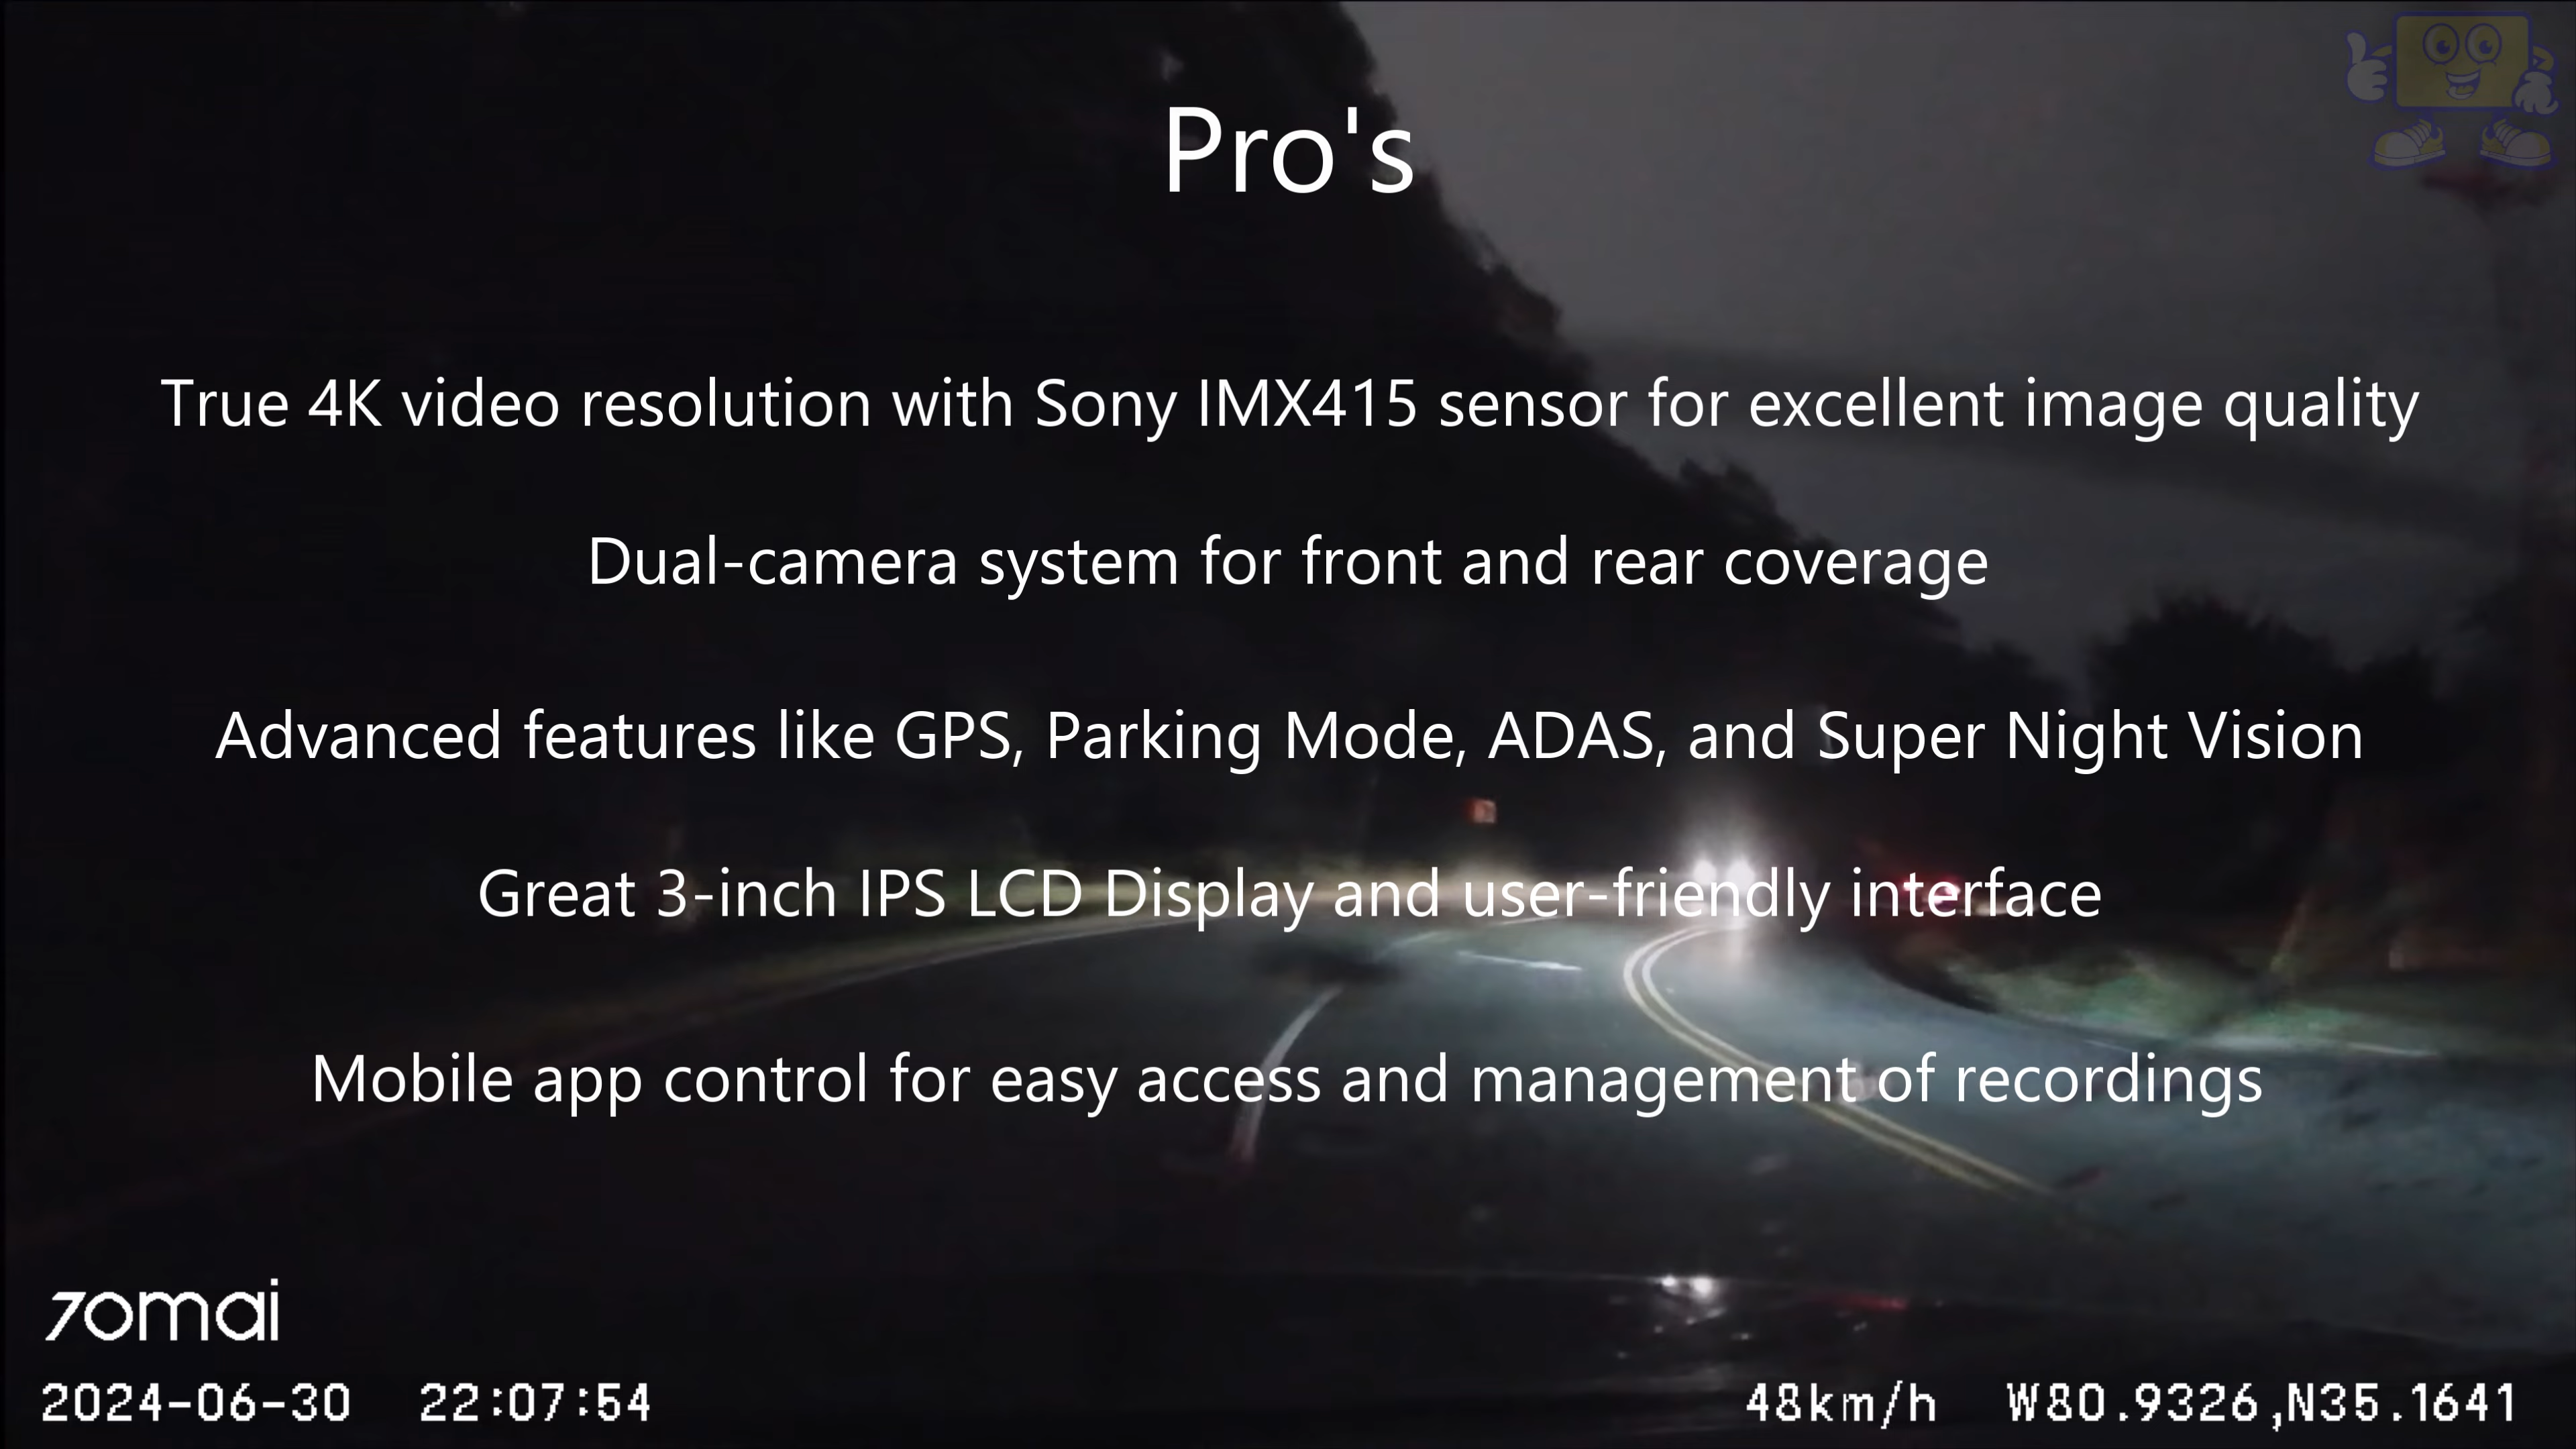 Pro's
True 4K video resolution with Sony IMX415 sensor for excellent image quality
Dual-camera system for front and rear coverage
Advanced features like GPS, Parking Mode, ADAS, and Super Night Vision
Great 3-inch IPS LCD Display and user-friendly interface
Mobile app control for easy access and management of recordings
70mai
2024-06-30 22:07:54 48km/h W80.9326,N35.1641